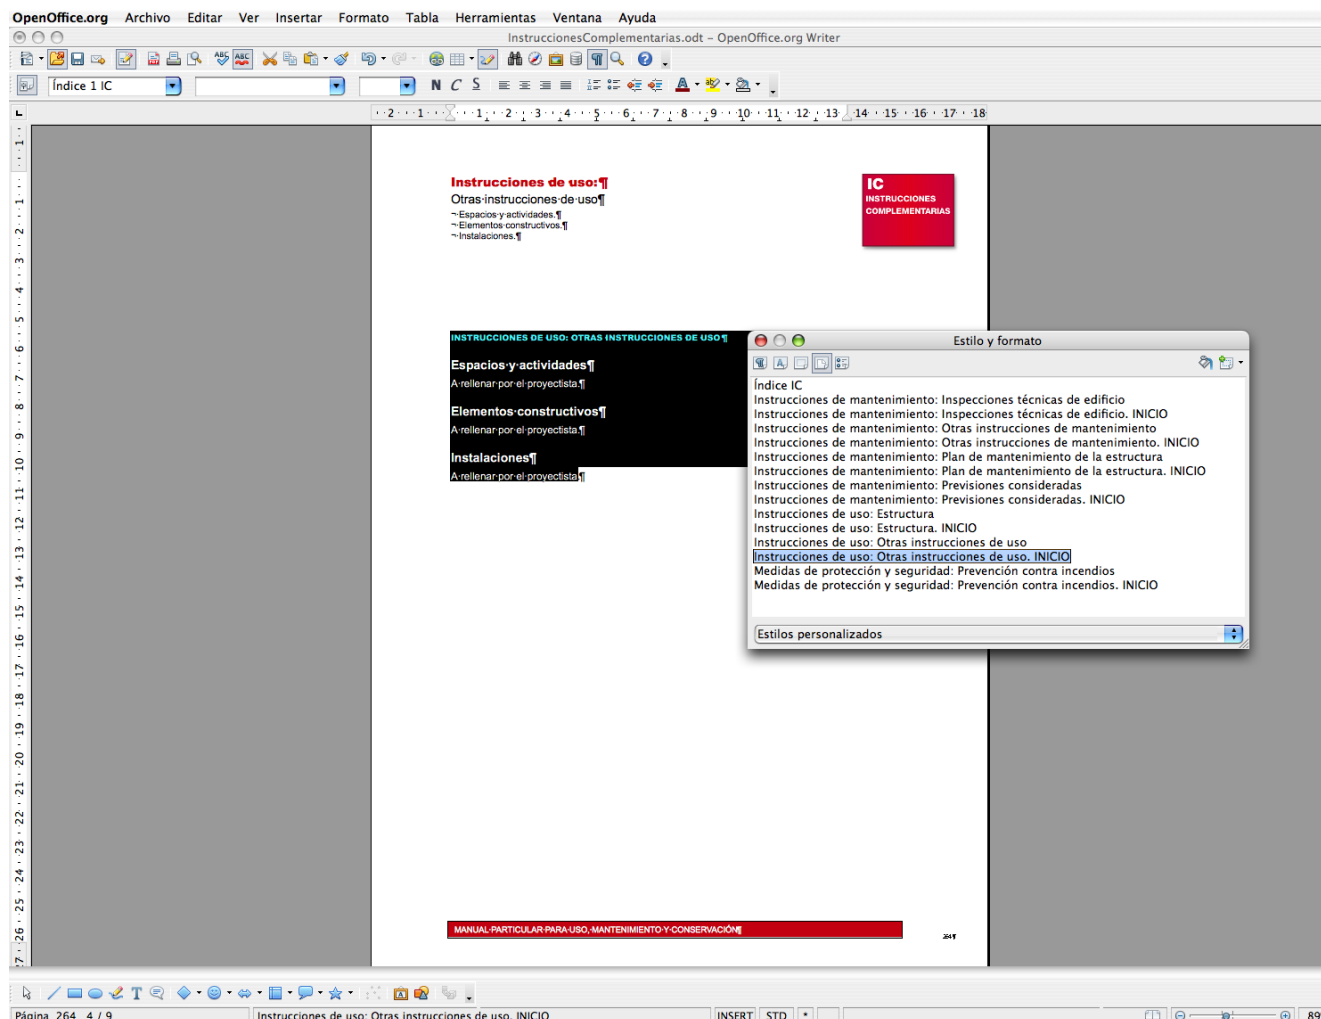 OpenOffice.org Archivo Editar Ver Insertar Formato Tabla Herramientas Ventana Ayuda
InstruccionesComplementarias.odt - OpenOffice.org Writer
Índice 1 IC
N C S
Instrucciones de uso:¶
Otras·instrucciones·de·uso¶
¬·Espacios·y·actividades.¶
¬·Elementos·constructivos.¶
¬·Instalaciones.¶
IC
INSTRUCCIONES
COMPLEMENTARIAS
INSTRUCCIONES DE USO: OTRAS INSTRUCCIONES DE USO¶
Espacios·y·actividades¶
A·rellenar·por·el·proyectista.¶
Elementos·constructivos¶
A·rellenar·por·el·proyectista.¶
Instalaciones¶
A·rellenar·por·el·proyectista.¶
Estilo y formato
Índice IC
Instrucciones de mantenimiento: Inspecciones técnicas de edificio
Instrucciones de mantenimiento: Inspecciones técnicas de edificio. INICIO
Instrucciones de mantenimiento: Otras instrucciones de mantenimiento
Instrucciones de mantenimiento: Otras instrucciones de mantenimiento. INICIO
Instrucciones de mantenimiento: Plan de mantenimiento de la estructura
Instrucciones de mantenimiento: Plan de mantenimiento de la estructura. INICIO
Instrucciones de mantenimiento: Previsiones consideradas
Instrucciones de mantenimiento: Previsiones consideradas. INICIO
Instrucciones de uso: Estructura
Instrucciones de uso: Estructura. INICIO
Instrucciones de uso: Otras instrucciones de uso
Instrucciones de uso: Otras instrucciones de uso. INICIO
Medidas de protección y seguridad: Prevención contra incendios
Medidas de protección y seguridad: Prevención contra incendios. INICIO
Estilos personalizados
MANUAL·PARTICULAR·PARA·USO,·MANTENIMIENTO·Y·CONSERVACIÓN¶
264¶
Página 264 4 / 9 Instrucciones de uso: Otras instrucciones de uso. INICIO INSERT STD * 89